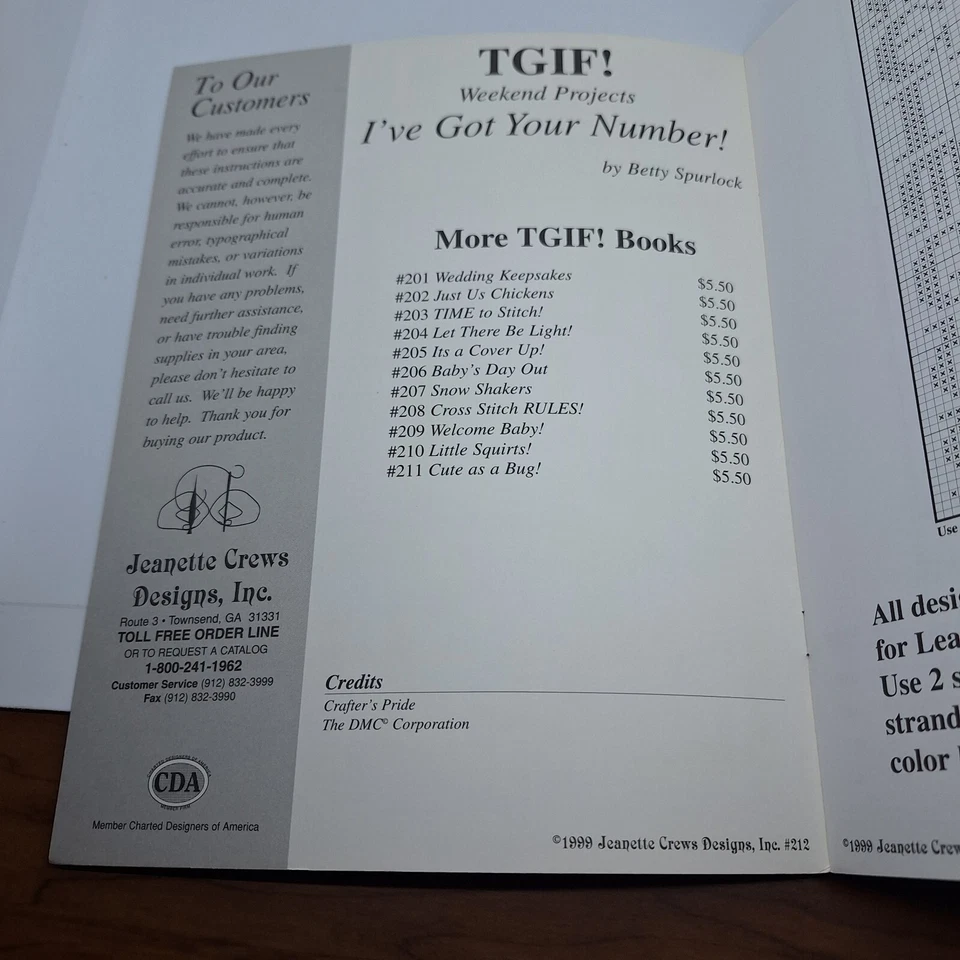 To Our
Customers
We have made every
effort to ensure that
these instructions are
accurate and complete.
We cannot, however, be
responsible for human
error, typographical
mistakes, or variations
in individual work. If
you have any problems,
need further assistance,
or have trouble finding
supplies in your area,
please don't hesitate to
call us. We'll be happy
to help. Thank you for
buying our product.
Jeanette Crews
Designs, Inc.
Route 3 • Townsend, GA 31331
TOLL FREE ORDER LINE
OR TO REQUEST A CATALOG
1-800-241-1962
Customer Service (912) 832-3999
Fax (912) 832-3990
CDA
Member Charted Designers of America
TGIF!
Weekend Projects
I've Got Your Number!
by Betty Spurlock
More TGIF! Books
#201 Wedding Keepsakes $5.50
#202 Just Us Chickens $5.50
#203 TIME to Stitch! $5.50
#204 Let There Be Light! $5.50
#205 Its a Cover Up! $5.50
#206 Baby's Day Out $5.50
#207 Snow Shakers $5.50
#208 Cross Stitch RULES! $5.50
#209 Welcome Baby! $5.50
#210 Little Squirts! $5.50
#211 Cute as a Bug! $5.50
Credits
Crafter's Pride
The DMC© Corporation
©1999 Jeanette Crews Designs, Inc. #212
Use
All desi
for Lea
Use 2 s
strand
color
©1999 Jeanette Crew